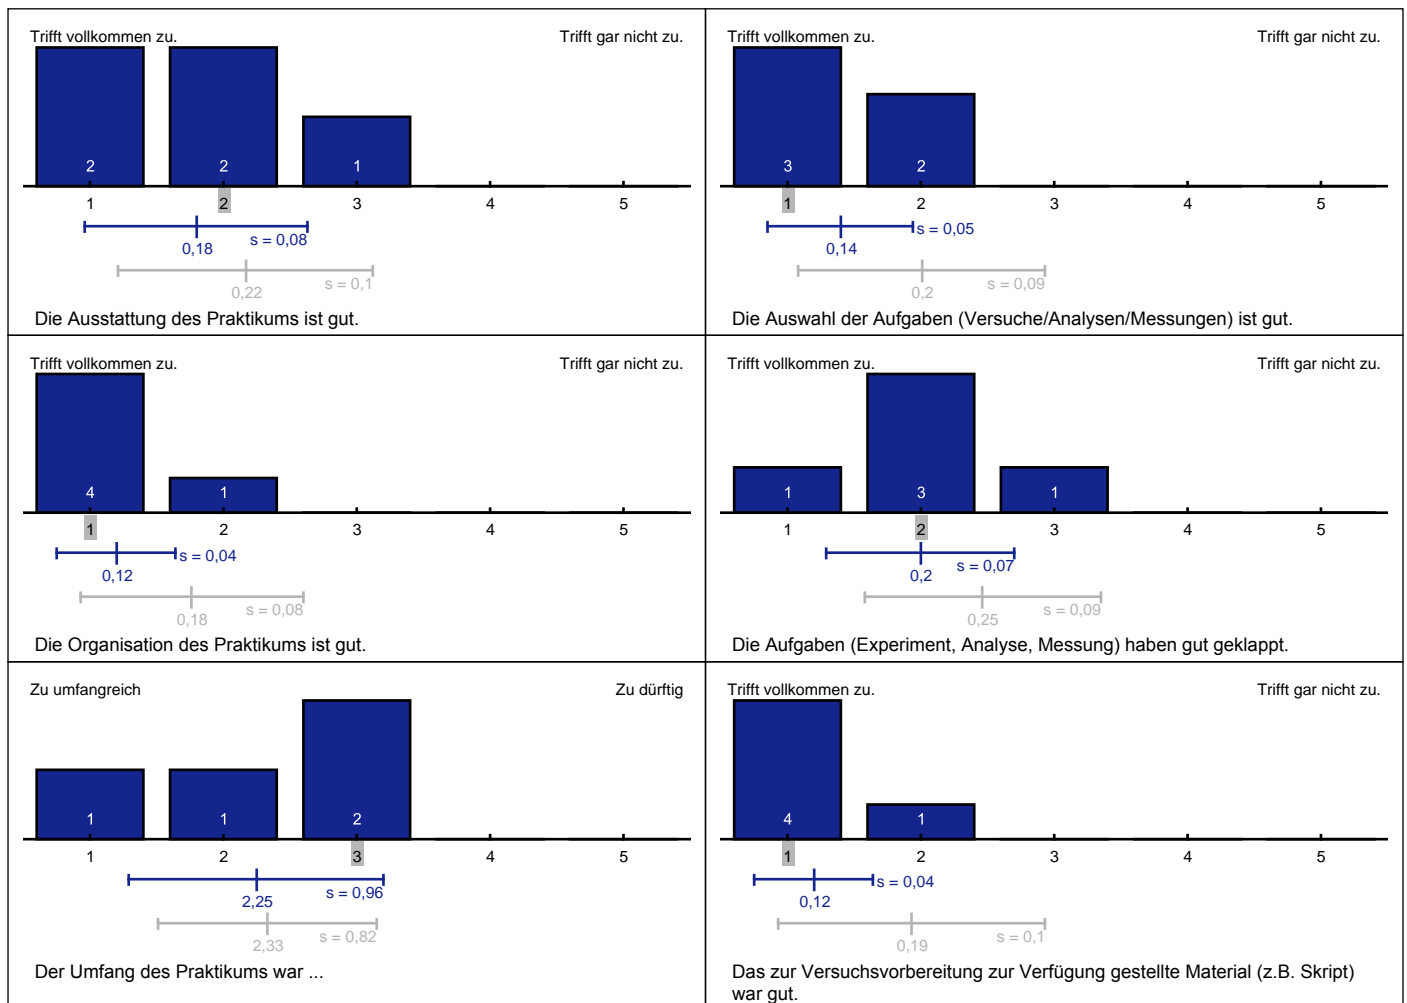 Trifft vollkommen zu. Trifft gar nicht zu.
2 2 1
1 2 3 4 5
0,18 s = 0,08
0,22 s = 0,1
Die Ausstattung des Praktikums ist gut.
Trifft vollkommen zu. Trifft gar nicht zu.
3 2
1 2 3 4 5
0,14 s = 0,05
0,2 s = 0,09
Die Auswahl der Aufgaben (Versuche/Analysen/Messungen) ist gut.
Trifft vollkommen zu. Trifft gar nicht zu.
4 1
1 2 3 4 5
0,12 s = 0,04
0,18 s = 0,08
Die Organisation des Praktikums ist gut.
Trifft vollkommen zu. Trifft gar nicht zu.
1 3 1
1 2 3 4 5
0,2 s = 0,07
0,25 s = 0,09
Die Aufgaben (Experiment, Analyse, Messung) haben gut geklappt.
Zu umfangreich Zu dürftig
1 1 2
1 2 3 4 5
2,25 s = 0,96
2,33 s = 0,82
Der Umfang des Praktikums war ...
Trifft vollkommen zu. Trifft gar nicht zu.
4 1
1 2 3 4 5
0,12 s = 0,04
0,19 s = 0,1
Das zur Versuchsvorbereitung zur Verfügung gestellte Material (z.B. Skript)
war gut.